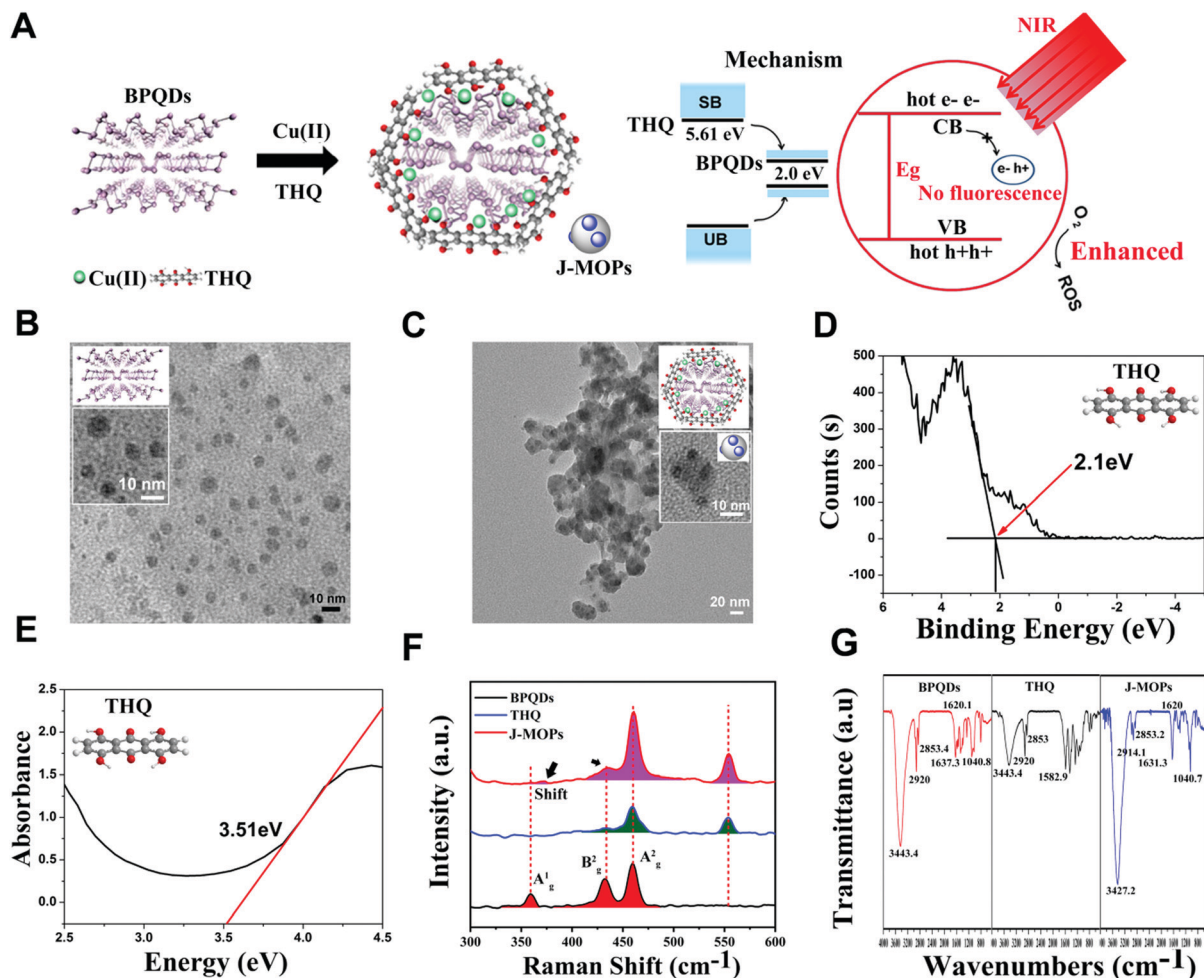 A
BPQDs
Cu(II)
THQ
J-MOPs
Cu(II) THQ
Mechanism
THQ
SB
5.61 eV
BPQDs
2.0 eV
UB
NIR
hot e- e-
CB
Eg
e- h+
No fluorescence
VB
hot h+h+
O2
Enhanced
ROS
B
10 nm
10 nm
C
10 nm
20 nm
D
THQ
2.1eV
Counts (s)
500
400
300
200
100
0
-100
6 4 2 0 -2 -4
Binding Energy (eV)
E
THQ
3.51eV
Absorbance
2.5
2.0
1.5
1.0
0.5
0.0
2.5 3.0 3.5 4.0 4.5
Energy (eV)
F
BPQDs
THQ
J-MOPs
Shift
A1g
B2g
A2g
Intensity (a.u.)
300 350 400 450 500 550 600
Raman Shift (cm-1)
G
BPQDs THQ J-MOPs
1620.1
2853.4
2920
1637.3
1040.8
3443.4
2853
2920
3443.4
1582.9
1620
2853.2
2914.1
1631.3
1040.7
3427.2
Transmittance (a.u)
Wavenumbers (cm-1)